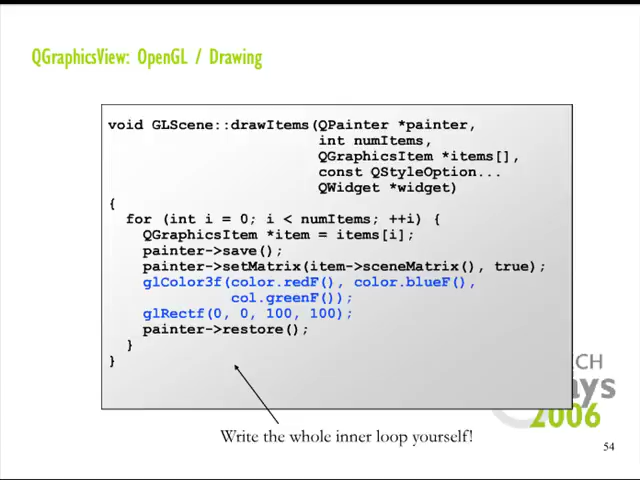 QGraphicsView: OpenGL / Drawing
void GLScene::drawItems(QPainter *painter,
int numItems,
QGraphicsItem *items[],
const QStyleOption...
QWidget *widget)
{
for (int i = 0; i < numItems; ++i) {
QGraphicsItem *item = items[i];
painter->save();
painter->setMatrix(item->sceneMatrix(), true);
glColor3f(color.redF(), color.blueF(),
col.greenF());
glRectf(0, 0, 100, 100);
painter->restore();
}
}
CH
ys
2006
Write the whole inner loop yourself!
54